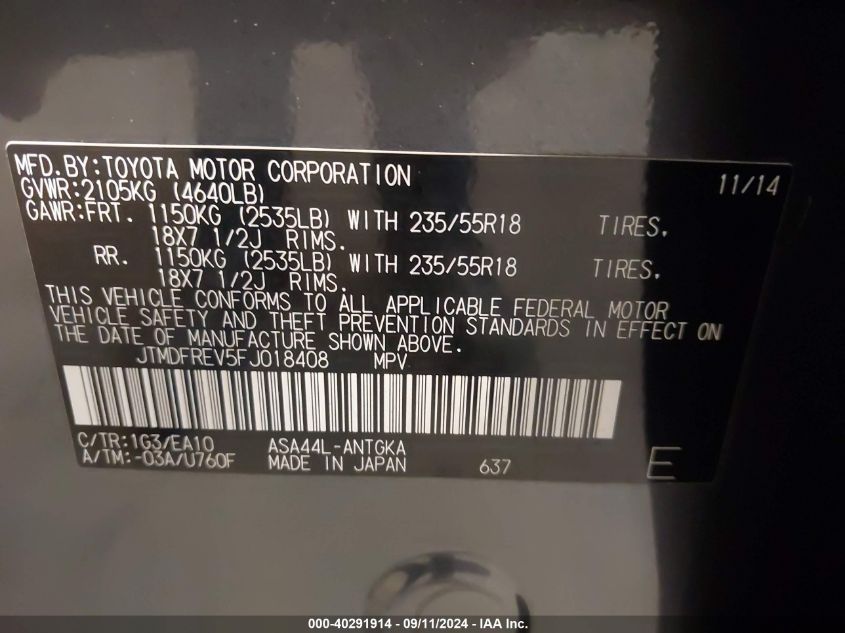 MFD.BY:TOYOTA MOTOR CORPORATION 11/14
GVWR:2105KG (4640LB)
GAWR:FRT. 1150KG (2535LB) WITH 235/55R18 TIRES,
18X7 1/2J RIMS.
RR. 1150KG (2535LB) WITH 235/55R18 TIRES,
18X7 1/2J RIMS.
THIS VEHICLE CONFORMS TO ALL APPLICABLE FEDERAL MOTOR
VEHICLE SAFETY AND THEFT PREVENTION STANDARDS IN EFFECT ON
THE DATE OF MANUFACTURE SHOWN ABOVE.
JTMDFREV5FJ018408 MPV
C/TR:1G3/EA10 ASA44L-ANTGKA
A/TM:-03A/U760F MADE IN JAPAN 637 E
000-40291914 - 09/11/2024 - IAA Inc.